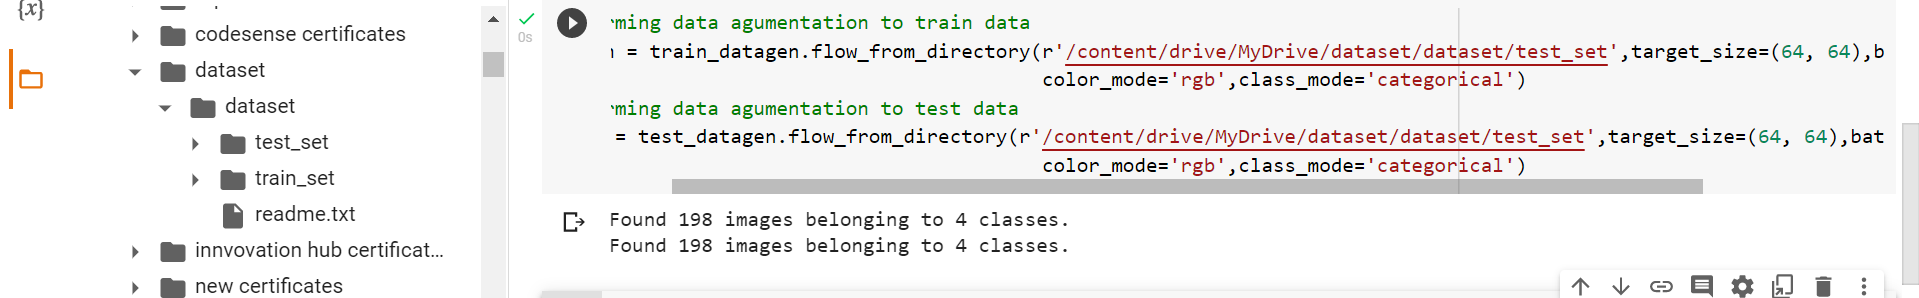 {x}
codesense certificates
dataset
dataset
test_set
train_set
readme.txt
innvovation hub certificat...
new certificates
0s
ming data agumentation to train data
= train_datagen.flow_from_directory(r'/content/drive/MyDrive/dataset/dataset/test_set',target_size=(64, 64),b
color_mode='rgb',class_mode='categorical')
ming data agumentation to test data
= test_datagen.flow_from_directory(r'/content/drive/MyDrive/dataset/dataset/test_set',target_size=(64, 64),bat
color_mode='rgb',class_mode='categorical')
Found 198 images belonging to 4 classes.
Found 198 images belonging to 4 classes.